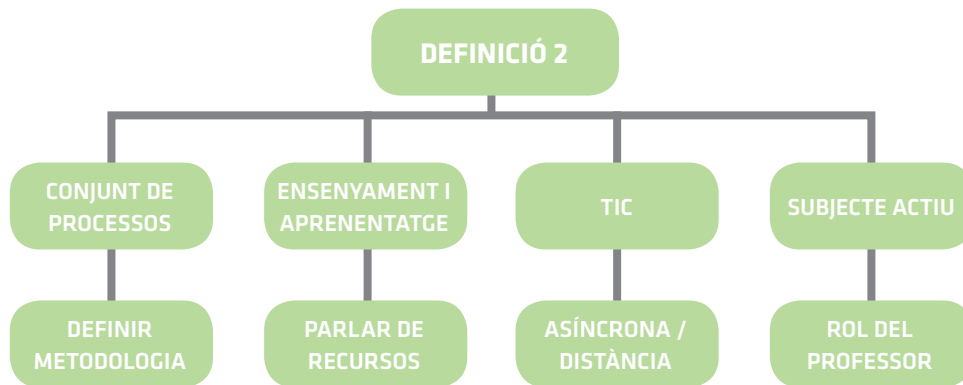 DEFINICIÓ 2
CONJUNT DE
PROCESSOS
ENSENYAMENT I
APRENENTATGE
TIC
SUBJECTE ACTIU
DEFINIR
METODOLOGIA
PARLAR DE
RECURSOS
ASÍNCRONA /
DISTÀNCIA
ROL DEL
PROFESSOR